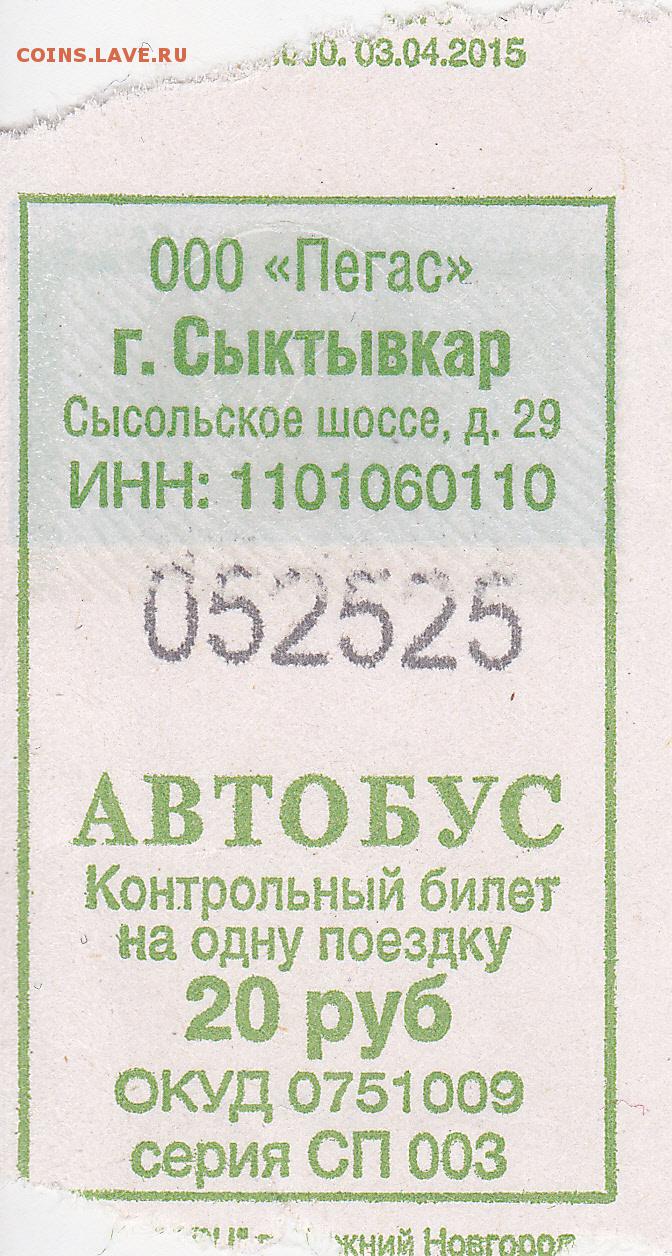 COINS.LAVE.RU
03.04.2015
ООО «Пегас»
г. Сыктывкар
Сысольское шоссе, д. 29
ИНН: 1101060110
052525
АВТОБУС
Контрольный билет
на одну поездку
20 руб
ОКУД 0751009
серия СП 003
Новгород